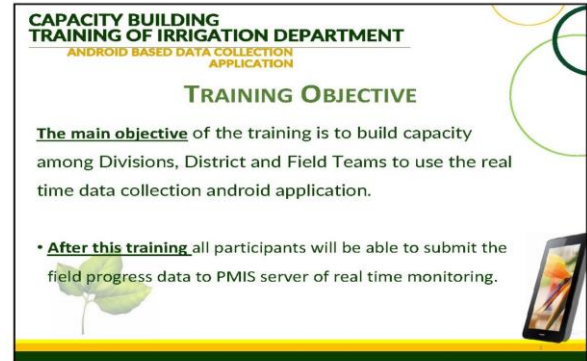 CAPACITY BUILDING
TRAINING OF IRRIGATION DEPARTMENT
ANDROID BASED DATA COLLECTION
APPLICATION
TRAINING OBJECTIVE
The main objective of the training is to build capacity
among Divisions, District and Field Teams to use the real
time data collection android application.
• After this training all participants will be able to submit the
field progress data to PMIS server of real time monitoring.